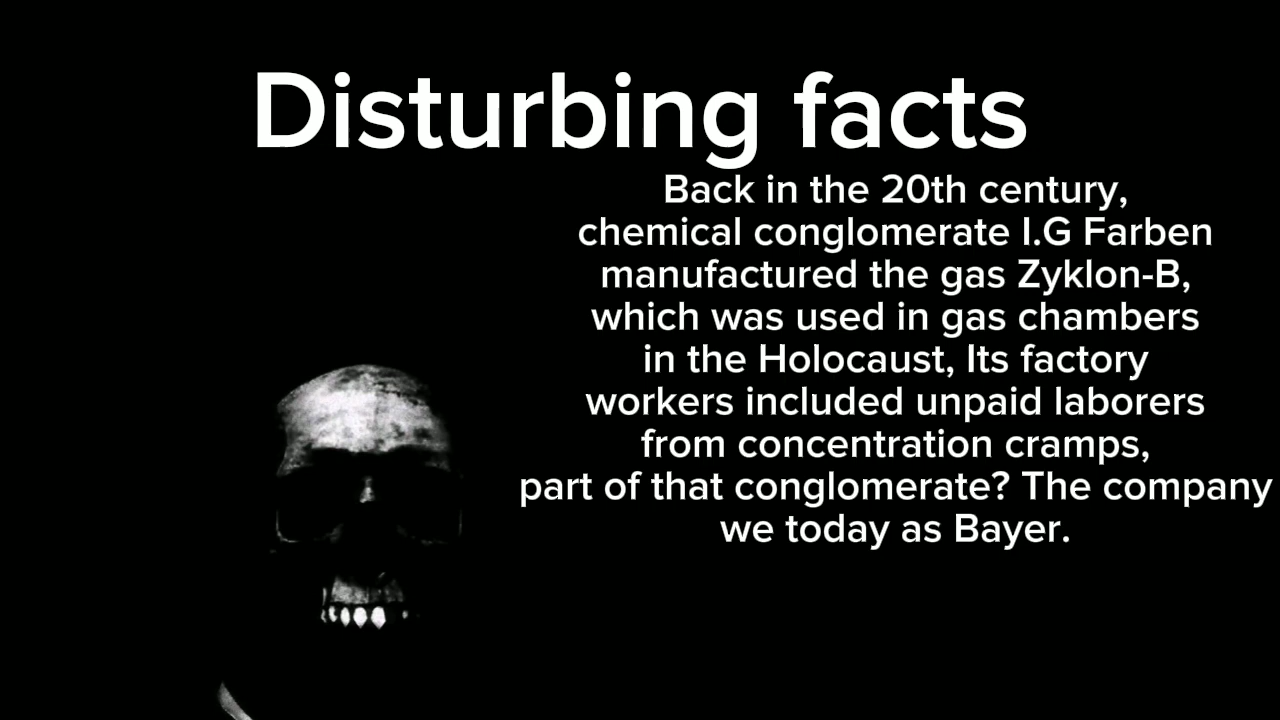 Disturbing facts
Back in the 20th century,
chemical conglomerate I.G Farben
manufactured the gas Zyklon-B,
which was used in gas chambers
in the Holocaust, Its factory
workers included unpaid laborers
from concentration cramps,
part of that conglomerate? The company
we today as Bayer.